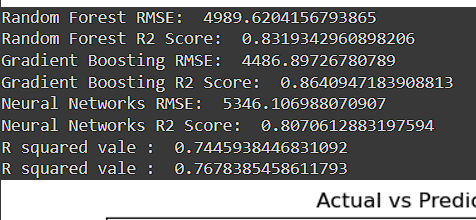 Random Forest RMSE:  4989.6204156793865
Random Forest R2 Score:  0.8319342960898206
Gradient Boosting RMSE:  4486.89726780789
Gradient Boosting R2 Score:  0.8640947183908813
Neural Networks RMSE:  5346.106988070907
Neural Networks R2 Score:  0.8070612883197594
R squared vale :  0.7445938446831092
R squared vale :  0.7678385458611793
Actual vs Predic